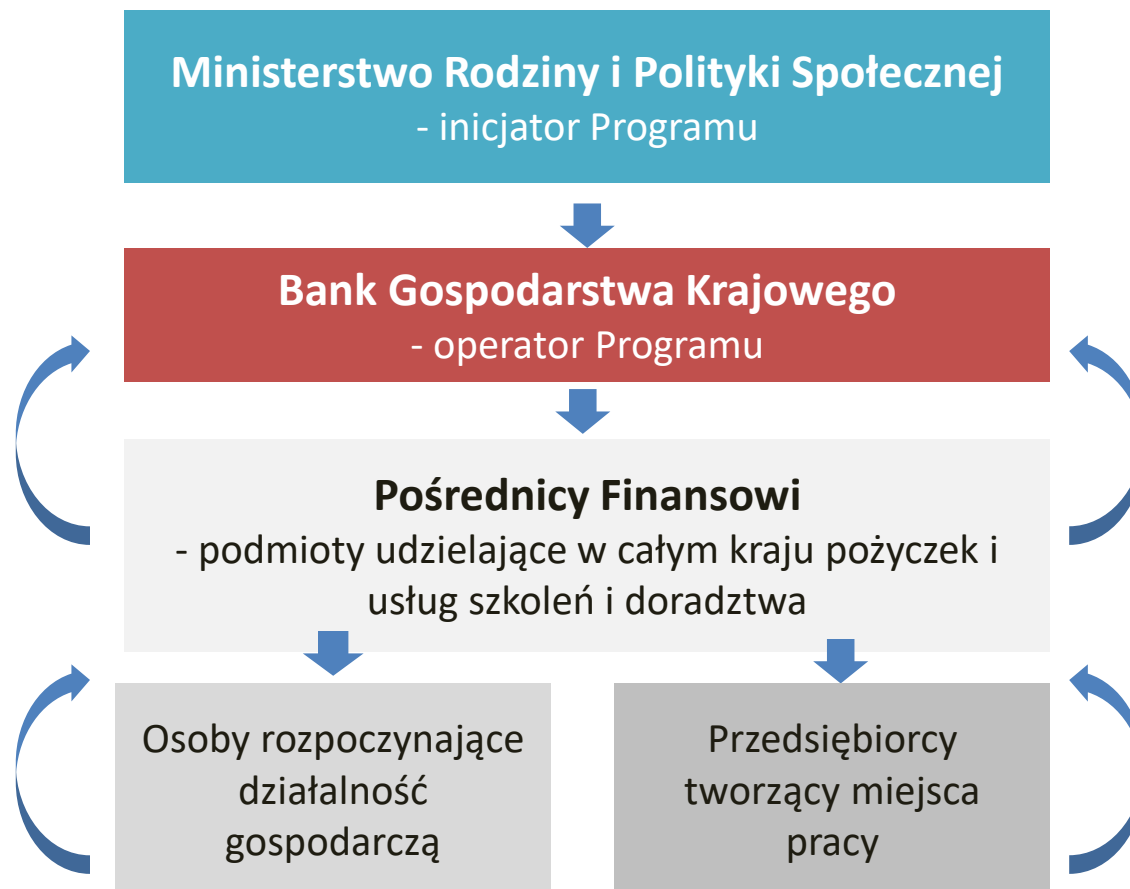 Ministerstwo Rodziny i Polityki Społecznej
- inicjator Programu
Bank Gospodarstwa Krajowego
- operator Programu
Pośrednicy Finansowi
- podmioty udzielające w całym kraju pożyczek i
usług szkoleń i doradztwa
Osoby rozpoczynające
działalność
gospodarczą
Przedsiębiorcy
tworzący miejsca
pracy